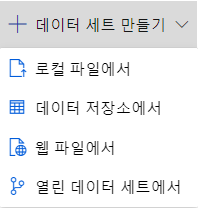 데이터 세트 만들기
로컬 파일에서
데이터 저장소에서
웹 파일에서
열린 데이터 세트에서